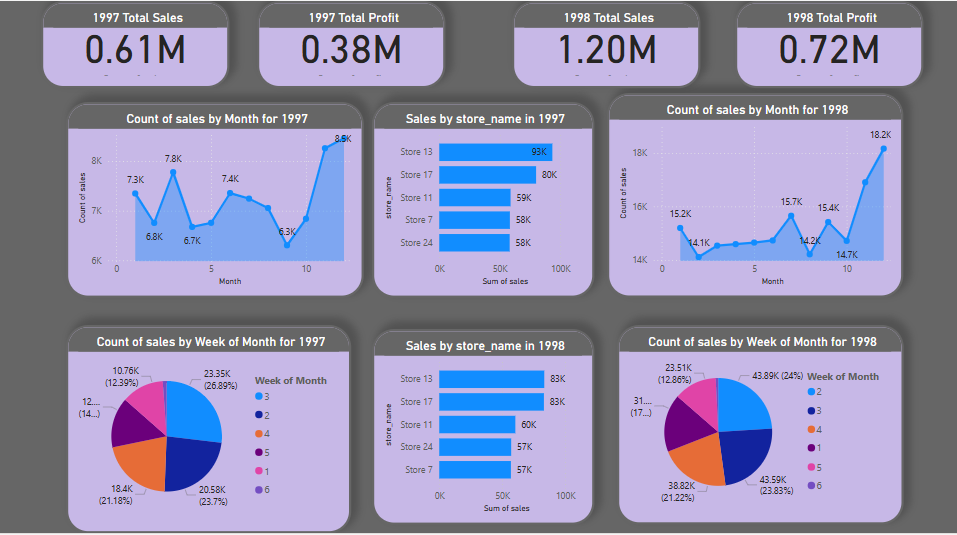 1997 Total Sales
0.61M
1997 Total Profit
0.38M
1998 Total Sales
1.20M
1998 Total Profit
0.72M
Count of sales by Month for 1997
Count of sales
8K
7K
6K
7.3K
6.8K
7.8K
6.7K
7.4K
6.3K
8.5K
0
5
10
Month
Sales by store_name in 1997
store_name
Store 13
93K
Store 17
80K
Store 11
59K
Store 7
58K
Store 24
58K
0K
50K
100K
Sum of sales
Count of sales by Month for 1998
Count of sales
18K
16K
14K
15.2K
14.1K
15.7K
14.2K
15.4K
14.7K
18.2K
0
5
10
Month
Count of sales by Week of Month for 1997
10.76K
(12.39%)
23.35K
(26.89%)
12....
(14...)
18.4K
(21.18%)
20.58K
(23.7%)
Week of Month
3
2
4
5
1
6
Sales by store_name in 1998
store_name
Store 13
83K
Store 17
83K
Store 11
60K
Store 24
57K
Store 7
57K
0K
50K
100K
Sum of sales
Count of sales by Week of Month for 1998
23.51K
(12.86%)
43.89K (24%)
31....
(17...)
38.82K
(21.22%)
43.59K
(23.83%)
Week of Month
2
3
4
1
5
6